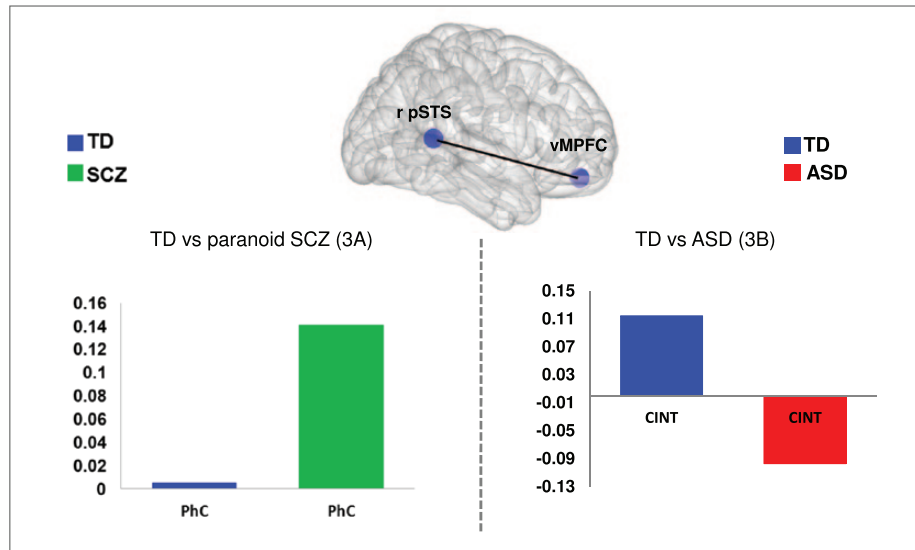 r pSTS
vMPFC
TD
SCZ
TD
ASD
TD vs paranoid SCZ (3A)
TD vs ASD (3B)
0.16
0.14
0.12
0.1
0.08
0.06
0.04
0.02
0
PhC
PhC
0.15
0.11
0.07
0.03
-0.01
-0.05
-0.09
-0.13
CINT
CINT